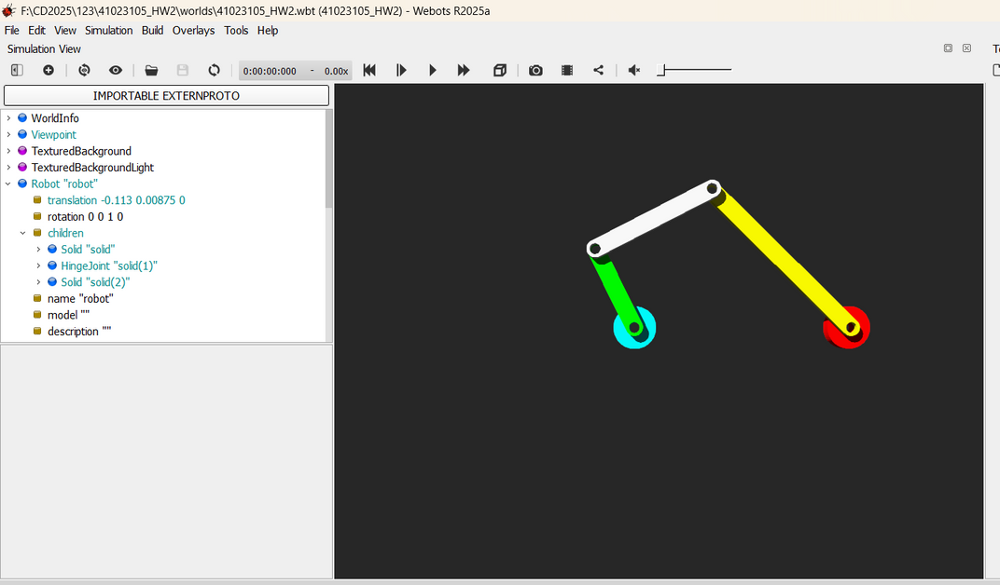 F:\CD2025\123\41023105_HW2\worlds\41023105_HW2.wbt (41023105_HW2) - Webots R2025a
File Edit View Simulation Build Overlays Tools Help
Simulation View
0:00:00:000 - 0.00x
IMPORTABLE EXTERNPROTO
WorldInfo
Viewpoint
TexturedBackground
TexturedBackgroundLight
Robot "robot"
translation -0.113 0.00875 0
rotation 0 0 1 0
children
Solid "solid"
HingeJoint "solid(1)"
Solid "solid(2)"
name "robot"
model ""
description ""